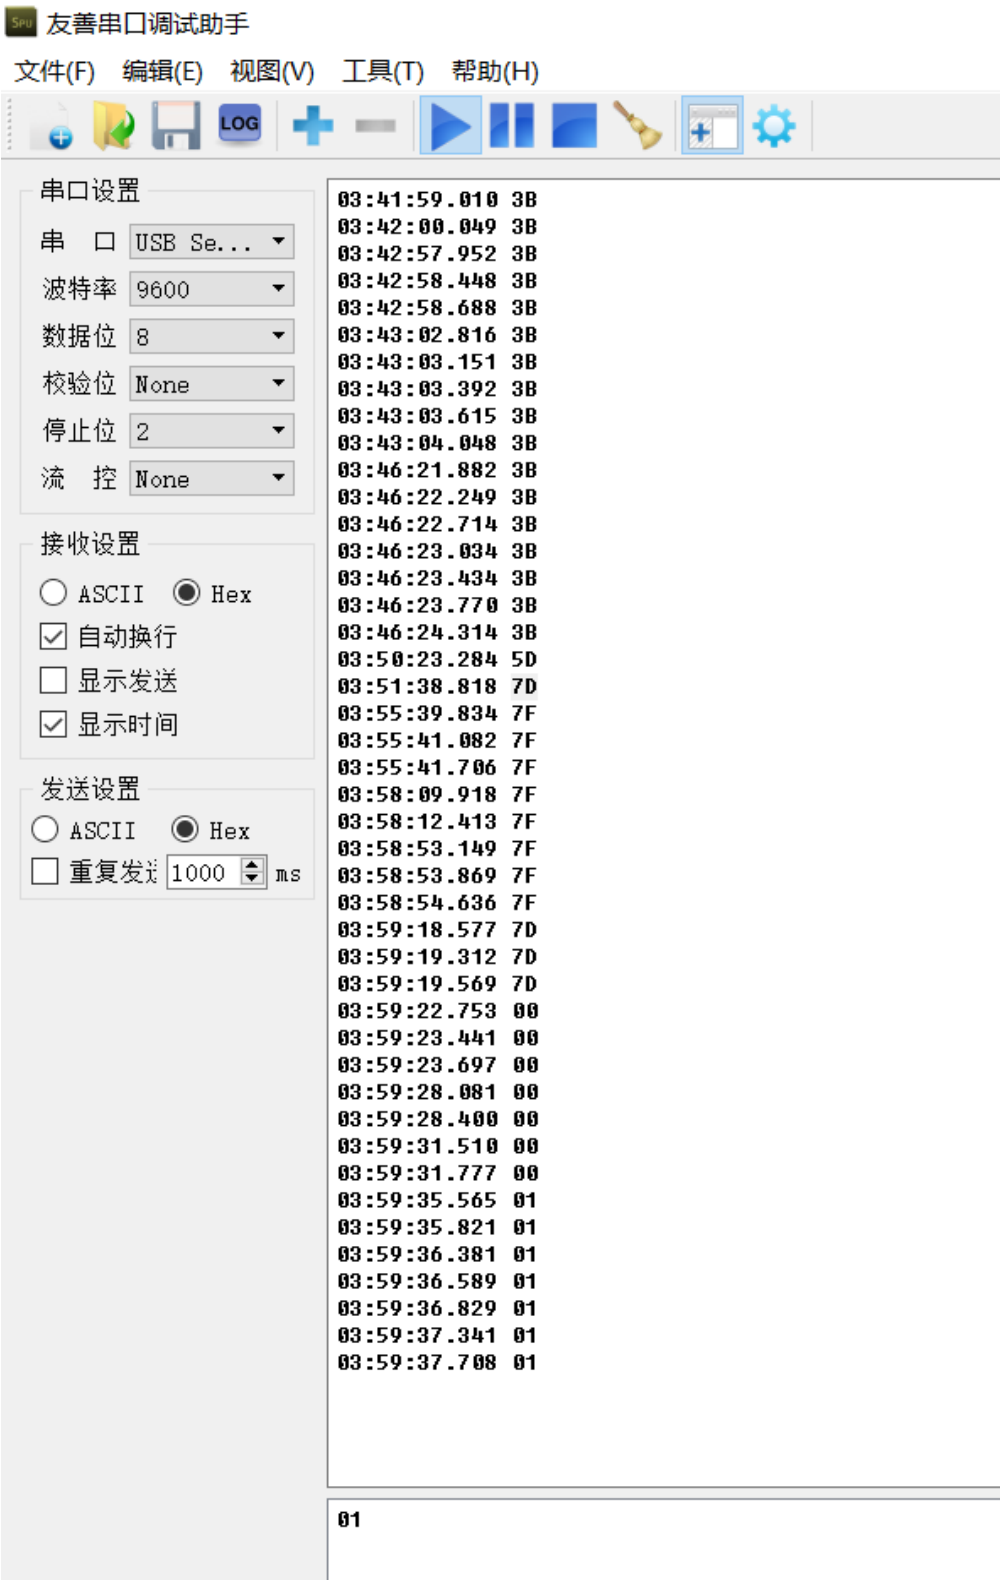 SPU 友善串口调试助手
文件(F) 编辑(E) 视图(V) 工具(T) 帮助(H)
LOG
串口设置
串 口 USB Se...
波特率 9600
数据位 8
校验位 None
停止位 2
流 控 None
接收设置
ASCII Hex
自动换行
显示发送
显示时间
发送设置
ASCII Hex
重复发 1000 ms
03:41:59.010 3B
03:42:00.049 3B
03:42:57.952 3B
03:42:58.448 3B
03:42:58.688 3B
03:43:02.816 3B
03:43:03.151 3B
03:43:03.392 3B
03:43:03.615 3B
03:43:04.048 3B
03:46:21.882 3B
03:46:22.249 3B
03:46:22.714 3B
03:46:23.034 3B
03:46:23.434 3B
03:46:23.770 3B
03:46:24.314 3B
03:50:23.284 5D
03:51:38.818 7D
03:55:39.834 7F
03:55:41.082 7F
03:55:41.706 7F
03:58:09.918 7F
03:58:12.413 7F
03:58:53.149 7F
03:58:53.869 7F
03:58:54.636 7F
03:59:18.577 7D
03:59:19.312 7D
03:59:19.569 7D
03:59:22.753 00
03:59:23.441 00
03:59:23.697 00
03:59:28.081 00
03:59:28.400 00
03:59:31.510 00
03:59:31.777 00
03:59:35.565 01
03:59:35.821 01
03:59:36.381 01
03:59:36.589 01
03:59:36.829 01
03:59:37.341 01
03:59:37.708 01
01